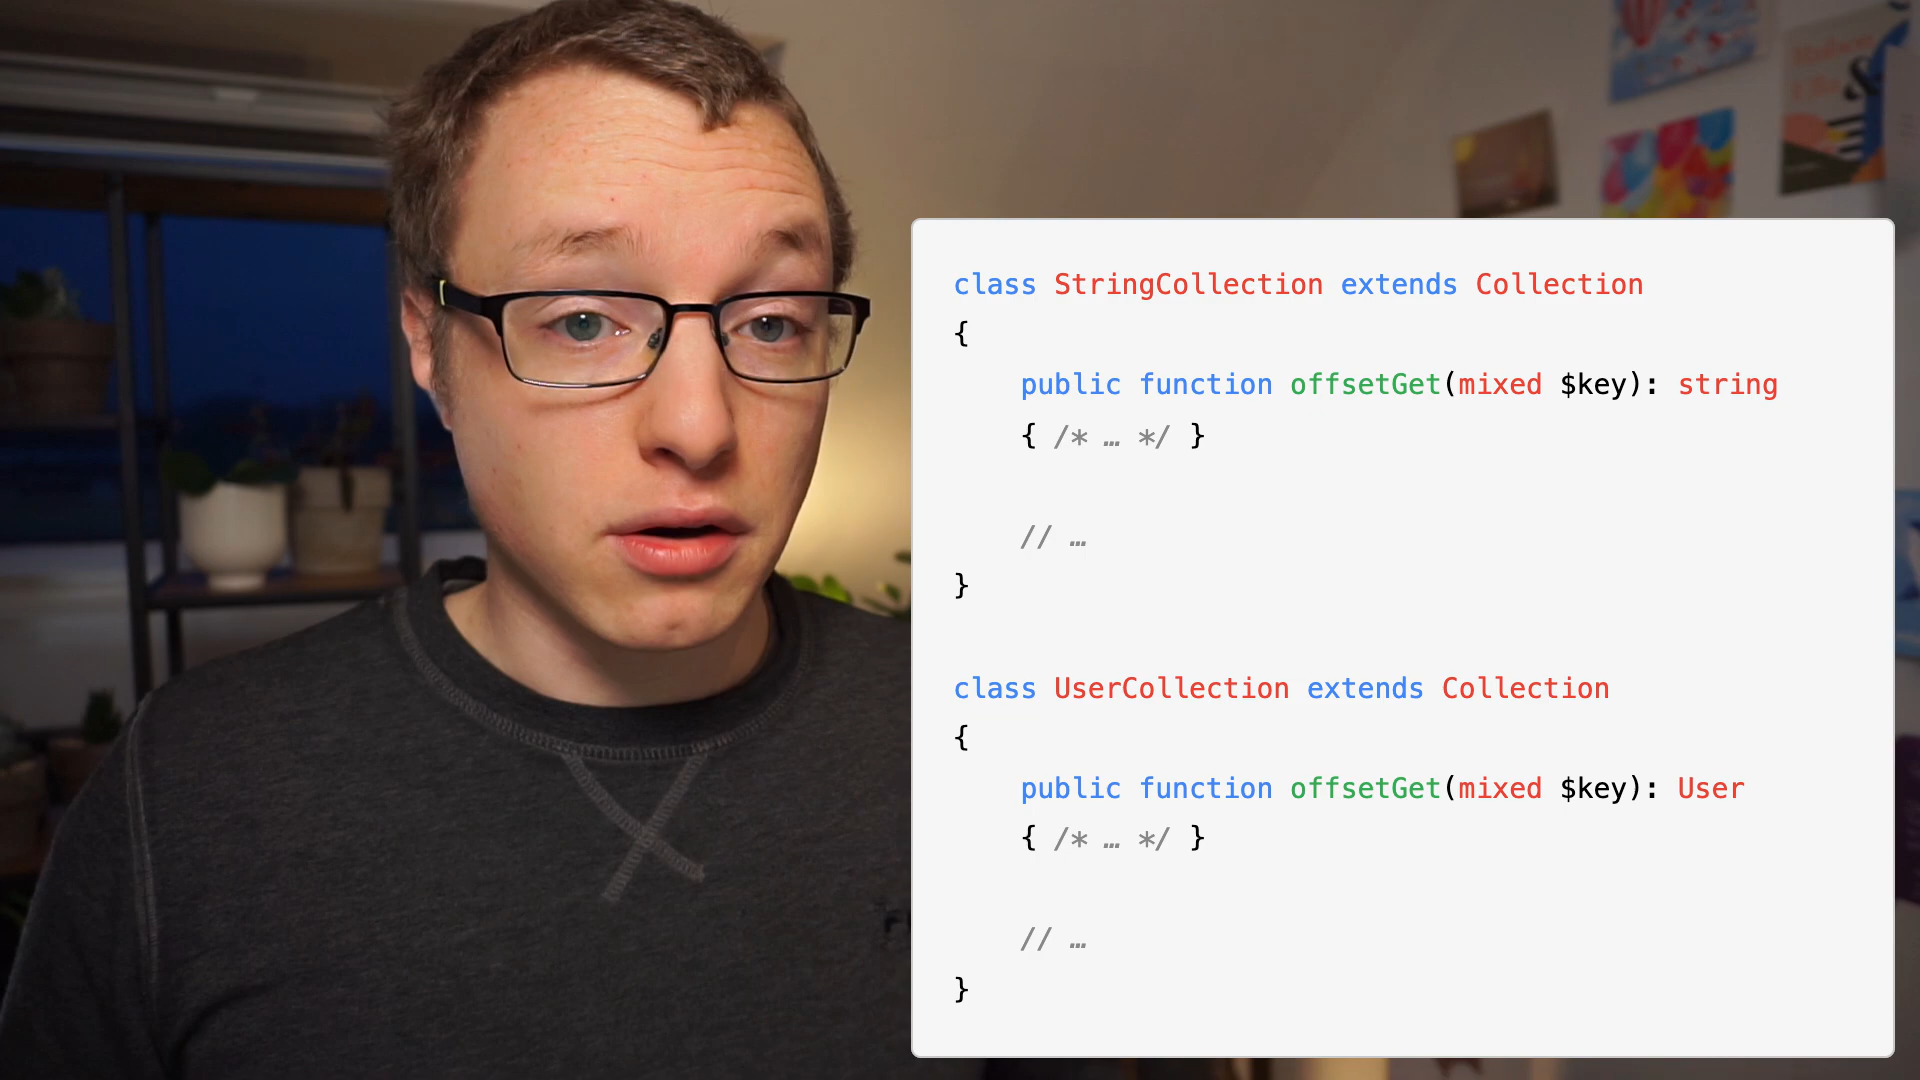 class StringCollection extends Collection
{
    public function offsetGet(mixed $key): string
    { /* … */ }

    // …
}

class UserCollection extends Collection
{
    public function offsetGet(mixed $key): User
    { /* … */ }

    // …
}